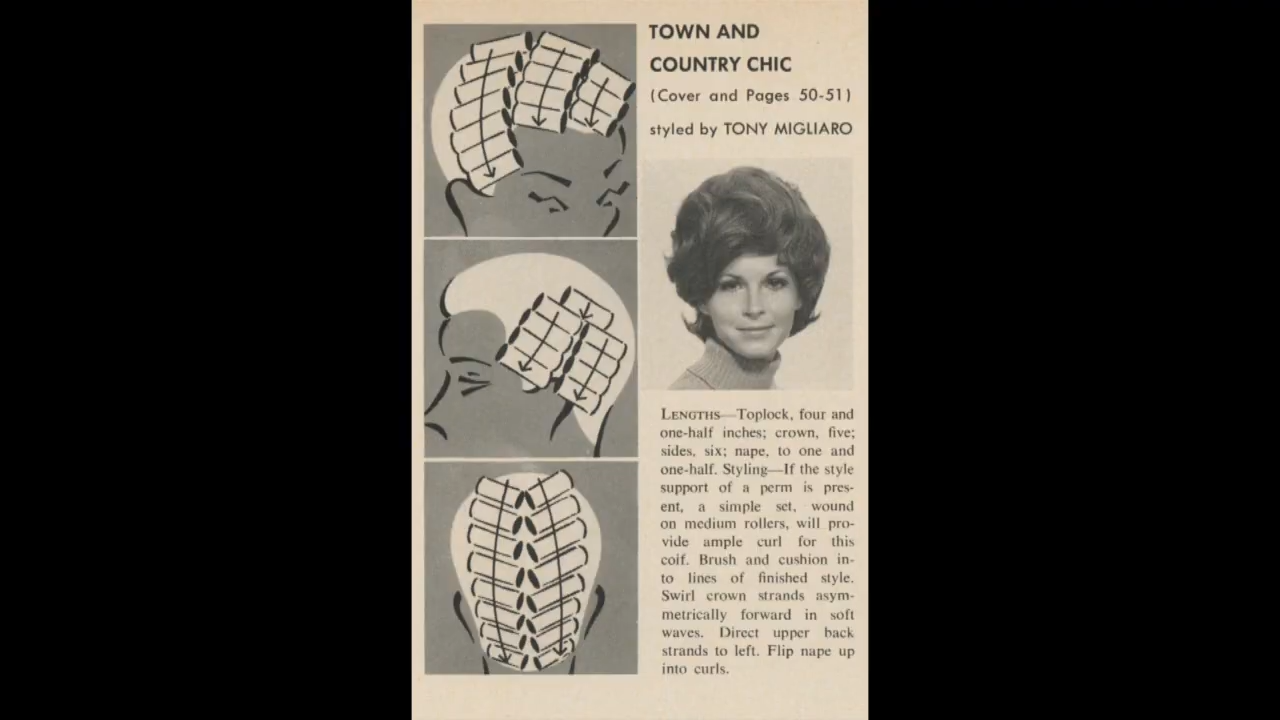 TOWN AND
COUNTRY CHIC
(Cover and Pages 50-51)
styled by TONY MIGLIARO
LENGTHS—Toplock, four and
one-half inches; crown, five;
sides, six; nape, to one and
one-half. Styling—If the style
support of a perm is pres-
ent, a simple set, wound
on medium rollers, will pro-
vide ample curl for this
coif. Brush and cushion in-
to lines of finished style.
Swirl crown strands asym-
metrically forward in soft
waves. Direct upper back
strands to left. Flip nape up
into curls.